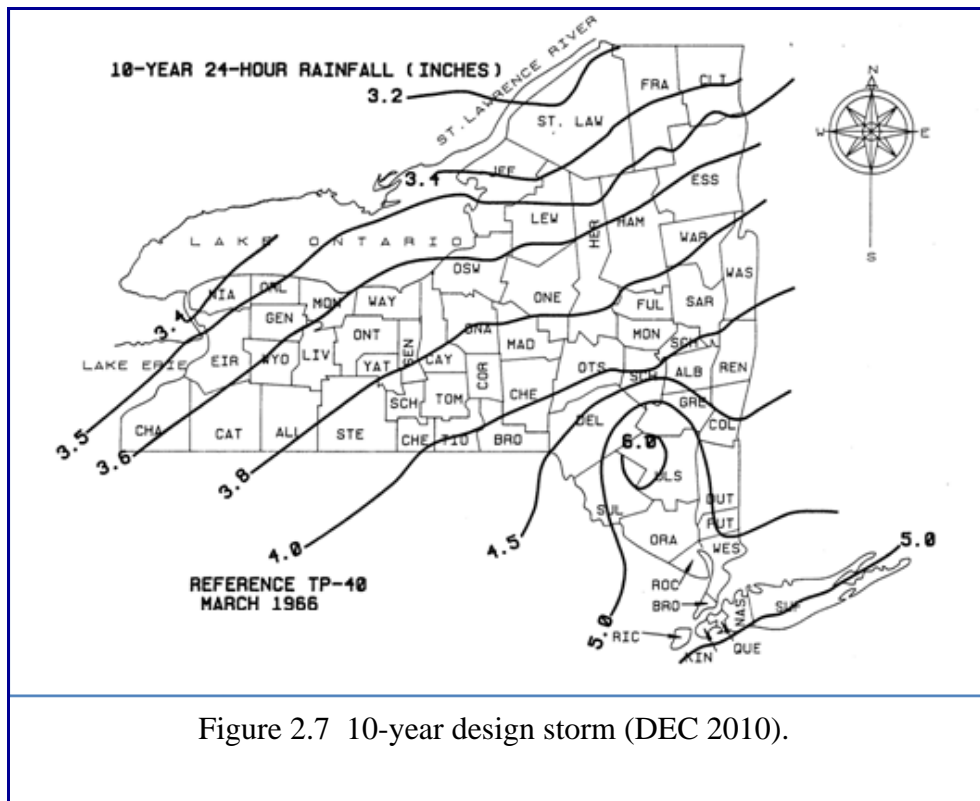 10-YEAR 24-HOUR RAINFALL (INCHES)
ST. LAWRENCE RIVER
3.2
FRA
CLI
N
ST. LAW
W
E
3.4
JEF
ESS
LEW
HER
HAM
S
LAKE ONTARIO
WAR
OSW
WAS
NIA
ORL
MON
WAY
ONE
FUL
SAR
3.4
GEN
ONT
ONA
MAD
MON
SCH
LAKE ERIE
EIR
WYO
LIV
YAT
SEN
CAY
COR
OTS
SCH
ALB
REN
SCH
TOM
CHE
DEL
GRE
COL
CHA
CAT
ALL
STE
CHE
TIO
BRO
6.0
3.5
3.6
3.8
ULS
DUT
SUL
4.0
4.5
ORA
PUT
WES
5.0
REFERENCE TP-40
MARCH 1966
ROC
BRO
NAS
SUF
5.0
RIC
KIN
QUE
Figure 2.7 10-year design storm (DEC 2010).